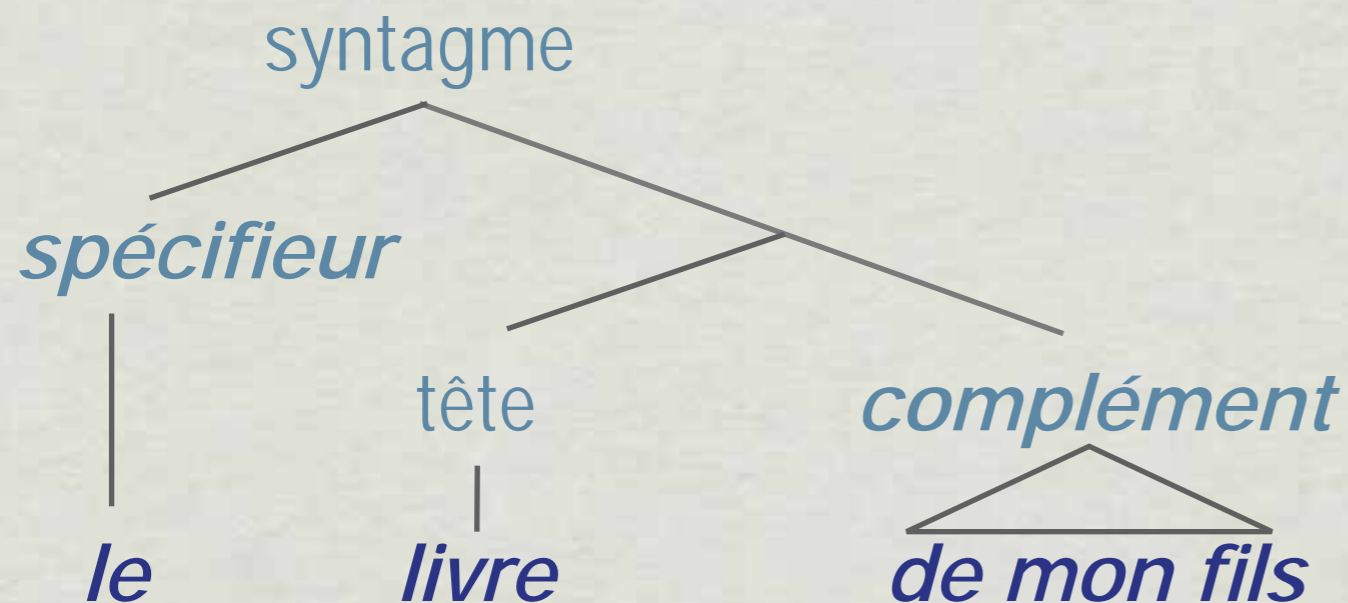 syntagme
spécifieur
tête complément
le livre de mon fils